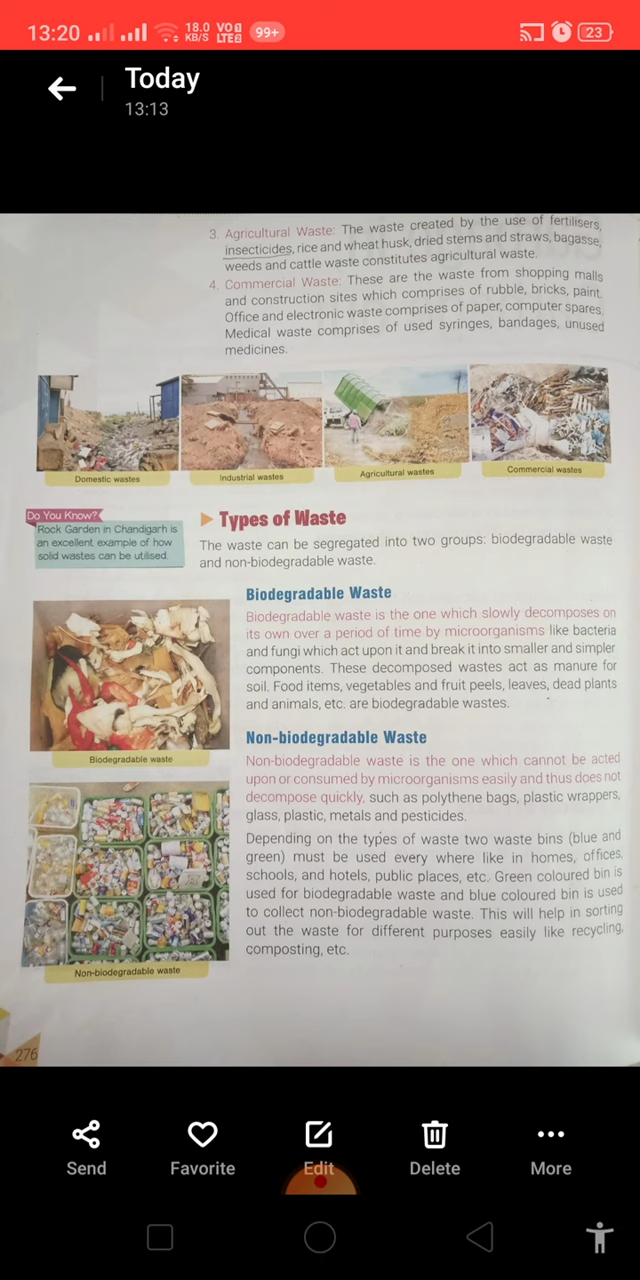 13:20
18.0
KB/S
VO
LTE
99+
23
Today
13:13
3. Agricultural Waste: The waste created by the use of fertilisers,
insecticides, rice and wheat husk, dried stems and straws, bagasse,
weeds and cattle waste constitutes agricultural waste.
4. Commercial Waste: These are the waste from shopping malls
and construction sites which comprises of rubble, bricks, paint.
Office and electronic waste comprises of paper, computer spares.
Medical waste comprises of used syringes, bandages, unused
medicines.
Domestic wastes
Industrial wastes
Agricultural wastes
Commercial wastes
Do You Know?
Rock Garden in Chandigarh is
an excellent example of how
solid wastes can be utilised.
Types of Waste
The waste can be segregated into two groups: biodegradable waste
and non-biodegradable waste.
Biodegradable Waste
Biodegradable waste is the one which slowly decomposes on
its own over a period of time by microorganisms like bacteria
and fungi which act upon it and break it into smaller and simpler
components. These decomposed wastes act as manure for
soil. Food items, vegetables and fruit peels, leaves, dead plants
and animals, etc. are biodegradable wastes.
Biodegradable waste
Non-biodegradable Waste
Non-biodegradable waste is the one which cannot be acted
upon or consumed by microorganisms easily and thus does not
decompose quickly, such as polythene bags, plastic wrappers,
glass, plastic, metals and pesticides.
Depending on the types of waste two waste bins (blue and
green) must be used every where like in homes, offices,
schools, and hotels, public places, etc. Green coloured bin is
used for biodegradable waste and blue coloured bin is used
to collect non-biodegradable waste. This will help in sorting
out the waste for different purposes easily like recycling,
composting, etc.
Non-biodegradable waste
276
Send
Favorite
Edit
Delete
More